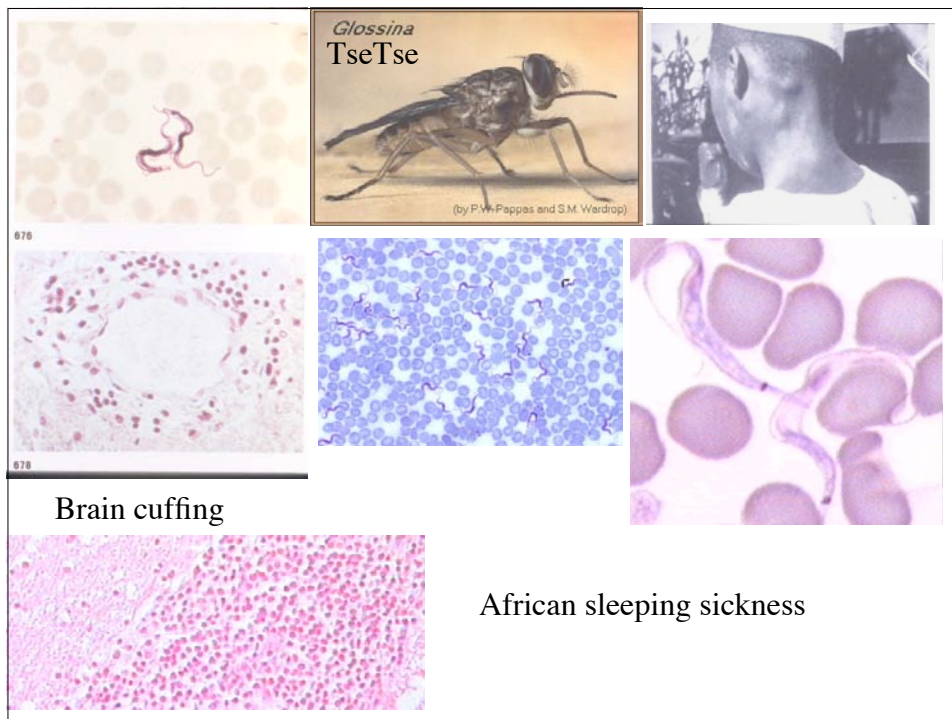 Glossina
TseTse
(by P.W. Pappas and S.M. Wardrop)
676
678
Brain cuffing
African sleeping sickness